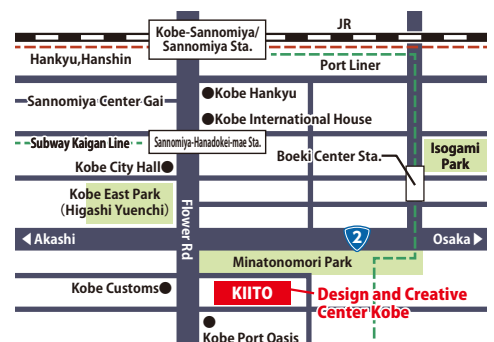 Kobe-Sannomiya/
Sannomiya Sta.
JR
Hankyu,Hanshin
Port Liner
Sannomiya Center Gai
Kobe Hankyu
Kobe International House
Subway Kaigan Line
Sannomiya-Hanadokei-mae Sta.
Boeki Center Sta.
Isogami
Park
Kobe City Hall
Kobe East Park
(Higashi Yuenchi)
Flower Rd
Akashi
2
Osaka
Minatonomori Park
Kobe Customs
KIITO
Design and Creative
Center Kobe
Kobe Port Oasis